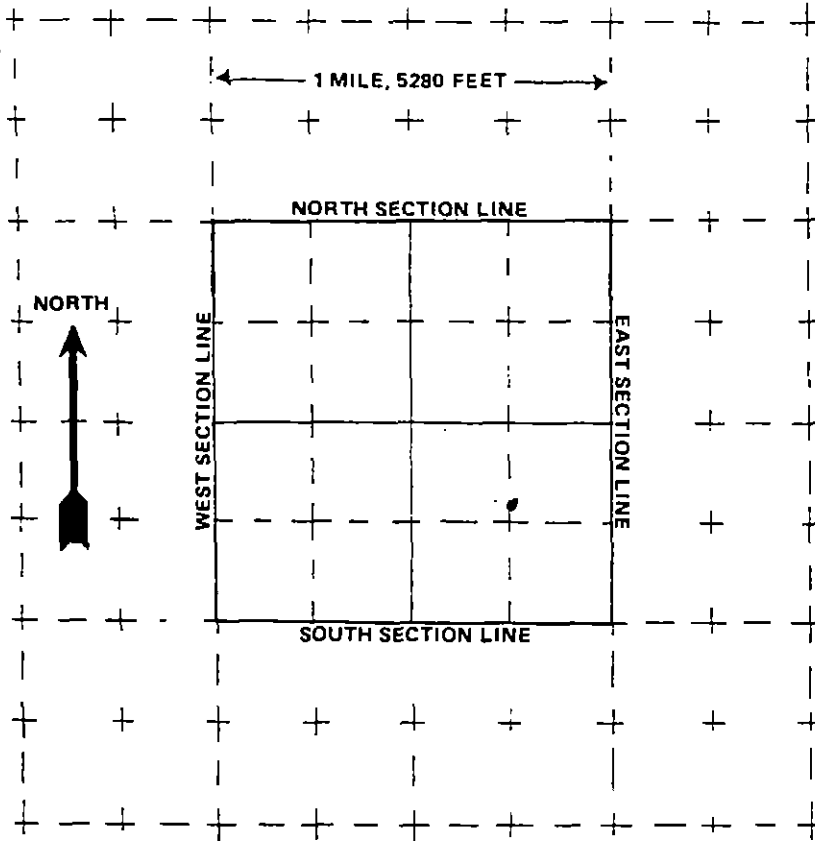 1 MILE, 5280 FEET
NORTH SECTION LINE
NORTH
WEST SECTION LINE
EAST SECTION LINE
SOUTH SECTION LINE